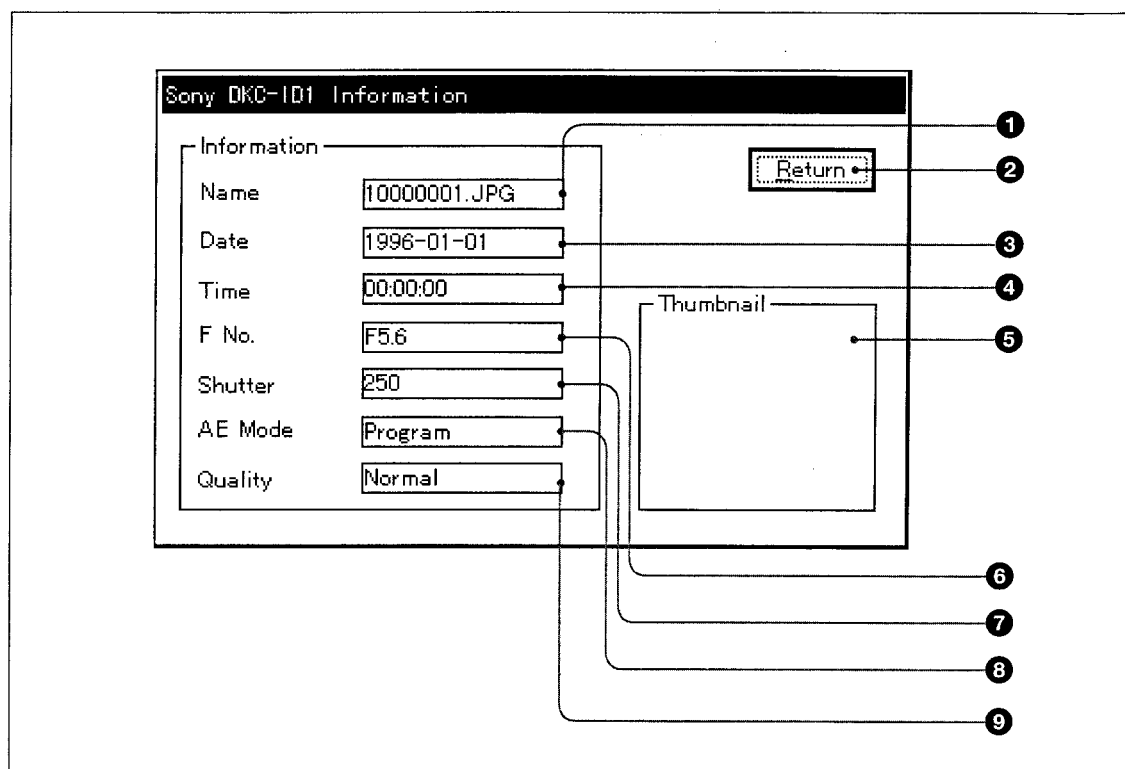 Sony DKC-ID1 Information
Information
Name 10000001.JPG
Date 1996-01-01
Time 00:00:00
F No. F5.6
Shutter 250
AE Mode Program
Quality Normal
Return
Thumbnail
1
2
3
4
5
6
7
8
9